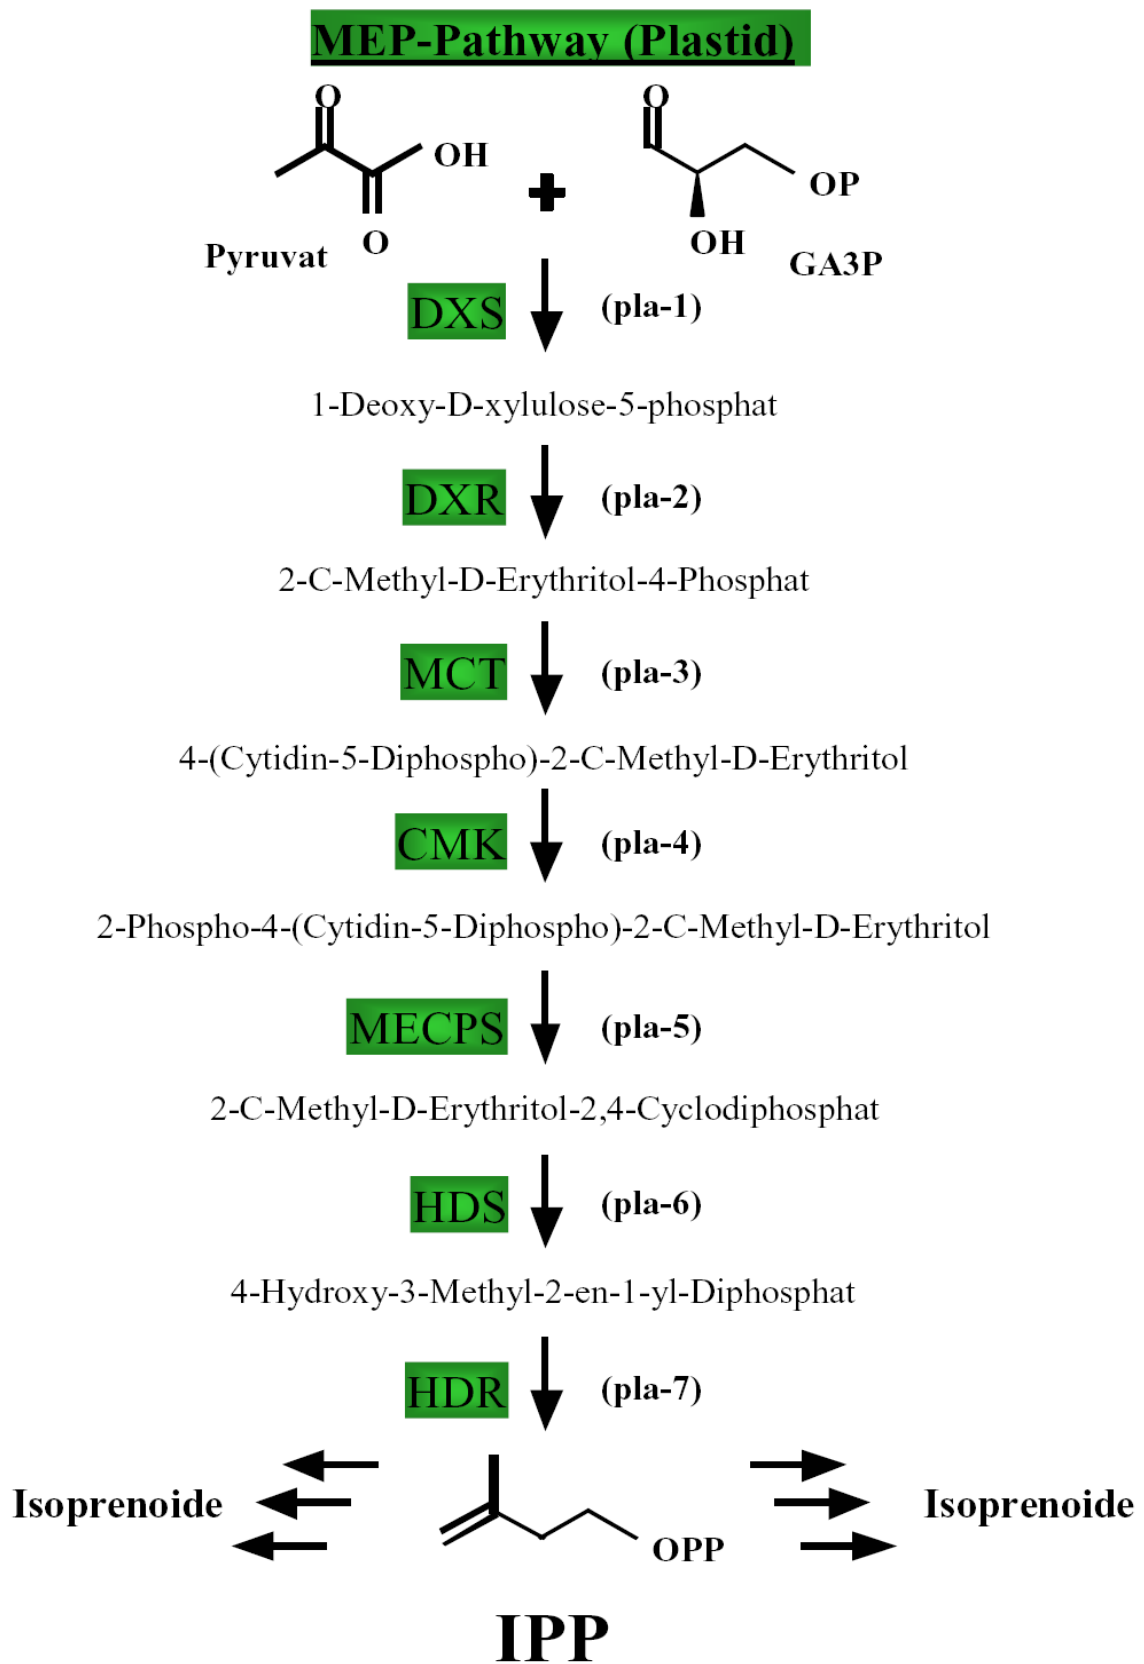 MEP-Pathway (Plastid)
O
O
OH
OP
O
OH
Pyruvat
GA3P
DXS
(pla-1)
1-Deoxy-D-xylulose-5-phosphat
DXR
(pla-2)
2-C-Methyl-D-Erythritol-4-Phosphat
MCT
(pla-3)
4-(Cytidin-5-Diphospho)-2-C-Methyl-D-Erythritol
CMK
(pla-4)
2-Phospho-4-(Cytidin-5-Diphospho)-2-C-Methyl-D-Erythritol
MECPS
(pla-5)
2-C-Methyl-D-Erythritol-2,4-Cyclodiphosphat
HDS
(pla-6)
4-Hydroxy-3-Methyl-2-en-1-yl-Diphosphat
HDR
(pla-7)
Isoprenoide
Isoprenoide
OPP
IPP